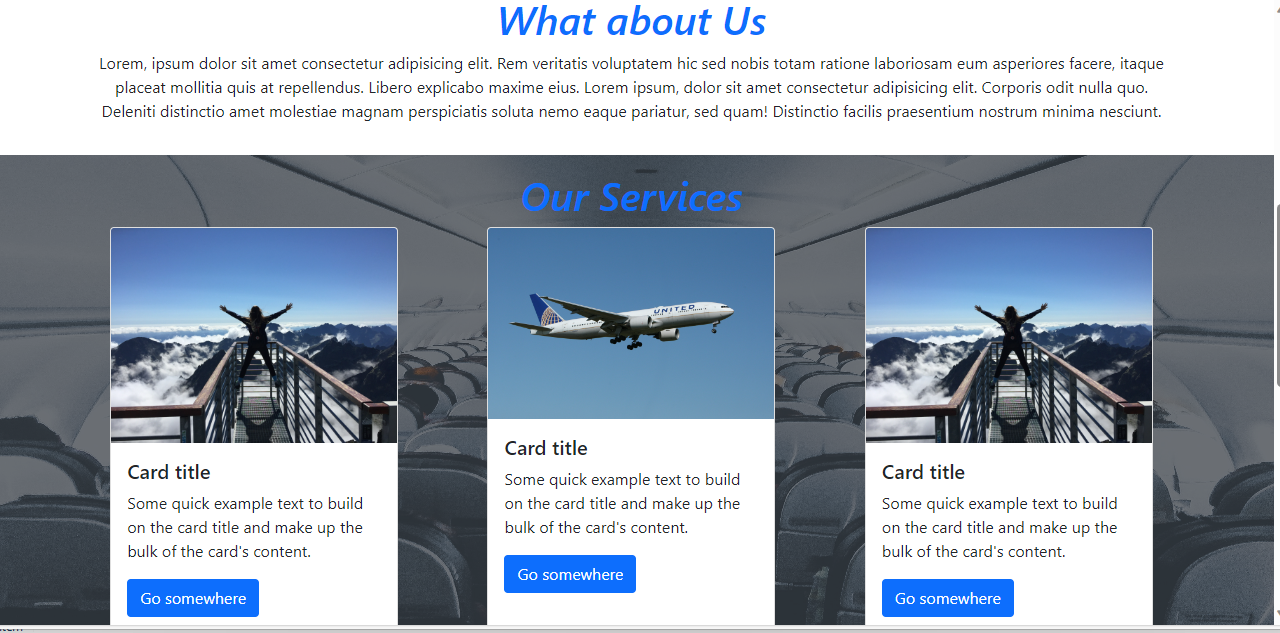 What about Us
Lorem, ipsum dolor sit amet consectetur adipisicing elit. Rem veritatis voluptatem hic sed nobis totam ratione laboriosam eum asperiores facere, itaque
placeat mollitia quis at repellendus. Libero explicabo maxime eius. Lorem ipsum, dolor sit amet consectetur adipisicing elit. Corporis odit nulla quo.
Deleniti distinctio amet molestiae magnam perspiciatis soluta nemo eaque pariatur, sed quam! Distinctio facilis praesentium nostrum minima nesciunt.
Our Services
UNITED
Card title
Some quick example text to build
on the card title and make up the
bulk of the card's content.
Go somewhere
Card title
Some quick example text to build
on the card title and make up the
bulk of the card's content.
Go somewhere
Card title
Some quick example text to build
on the card title and make up the
bulk of the card's content.
Go somewhere